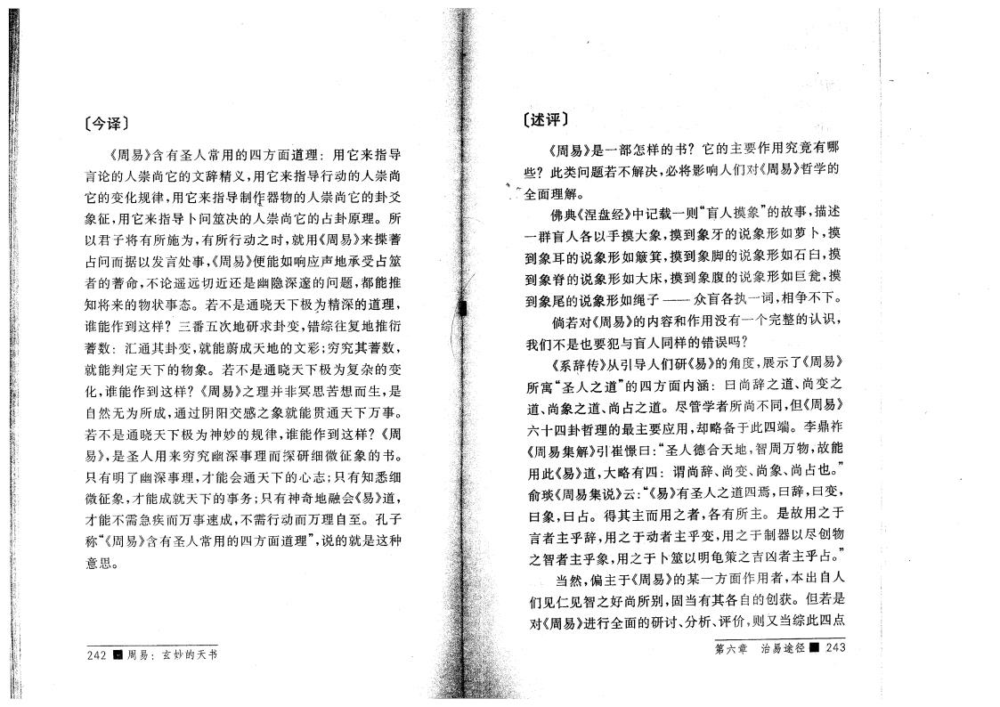 〔今译〕
《周易》含有圣人常用的四方面道理：用它来指导
言论的人崇尚它的文辞精义，用它来指导行动的人崇尚
它的变化规律，用它来指导制作器物的人崇尚它的卦爻
象征，用它来指导卜问筮决的人崇尚它的占卦原理。所
以君子将有所施为，有所行动之时，就用《周易》来揲蓍
占问而据以发言处事，《周易》便能如响应声地承受占筮
者的蓍命，不论遥远切近还是幽隐深邃的问题，都能推
知将来的物状事态。若不是通晓天下极为精深的道理，
谁能作到这样？三番五次地研求卦变，错综往复地推衍
蓍数：汇通其卦变，就能蔚成天地的文彩；穷究其蓍数，
就能判定天下的物象。若不是通晓天下极为复杂的变
化，谁能作到这样？《周易》之理并非冥思苦想而生，是
自然无为所成，通过阴阳交感之象就能贯通天下万事。
若不是通晓天下极为神妙的规律，谁能作到这样？《周
易》，是圣人用来穷究幽深事理而深研细微征象的书。
只有明了幽深事理，才能会通天下的心志；只有知悉细
微征象，才能成就天下的事务；只有神奇地融会《易》道，
才能不需急疾而万事速成，不需行动而万理自至。孔子
称“《周易》含有圣人常用的四方面道理”，说的就是这种
意思。
242 ■ 周易：玄妙的天书
〔述评〕
《周易》是一部怎样的书？它的主要作用究竟有哪
些？此类问题若不解决，必将影响人们对《周易》哲学的
全面理解。
佛典《涅盘经》中记载一则“盲人摸象”的故事，描述
一群盲人各以手摸大象，摸到象牙的说象形如萝卜，摸
到象耳的说象形如簸箕，摸到象脚的说象形如石臼，摸
到象脊的说象形如大床，摸到象腹的说象形如巨瓮，摸
到象尾的说象形如绳子——众盲各执一词，相争不下。
倘若对《周易》的内容和作用没有一个完整的认识，
我们不是也要犯与盲人同样的错误吗？
《系辞传》从引导人们研《易》的角度，展示了《周易》
所寓“圣人之道”的四方面内涵：曰尚辞之道、尚变之
道、尚象之道、尚占之道。尽管学者所尚不同，但《周易》
六十四卦哲理的最主要应用，却略备于此四端。李鼎祚
《周易集解》引崔憬曰：“圣人德合天地，智周万物，故能
用此《易》道，大略有四：谓尚辞、尚变、尚象、尚占也。”
俞琰《周易集说》云：“《易》有圣人之道四焉，曰辞，曰变，
曰象，曰占。得其主而用之者，各有所主。是故用之于
言者主乎辞，用之于动者主乎变，用之于制器以尽创物
之智者主乎象，用之于卜筮以明龟策之吉凶者主乎占。”
当然，偏主于《周易》的某一方面作用者，本出自人
们见仁见智之好尚所别，固当有其各自的创获。但若是
对《周易》进行全面的研讨、分析、评价，则又当综此四点
第六章 治易途径 ■ 243